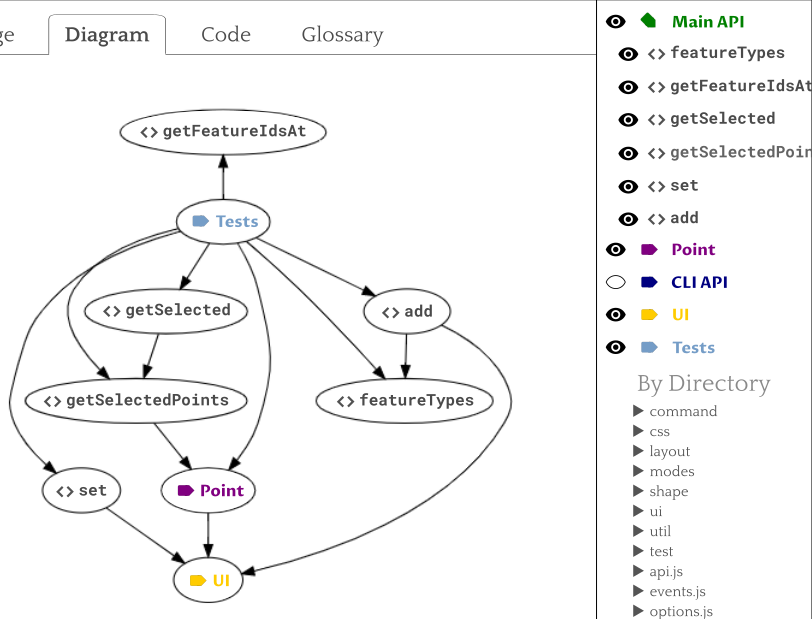 ge
Diagram
Code
Glossary
<> getFeatureIdsAt
Tests
<> getSelected
<> add
<> getSelectedPoints
<> featureTypes
<> set
Point
UI
Main API
<> featureTypes
<> getFeatureIdsAt
<> getSelected
<> getSelectedPoin
<> set
<> add
Point
CLI API
UI
Tests
By Directory
command
css
layout
modes
shape
ui
util
test
api.js
events.js
options.js